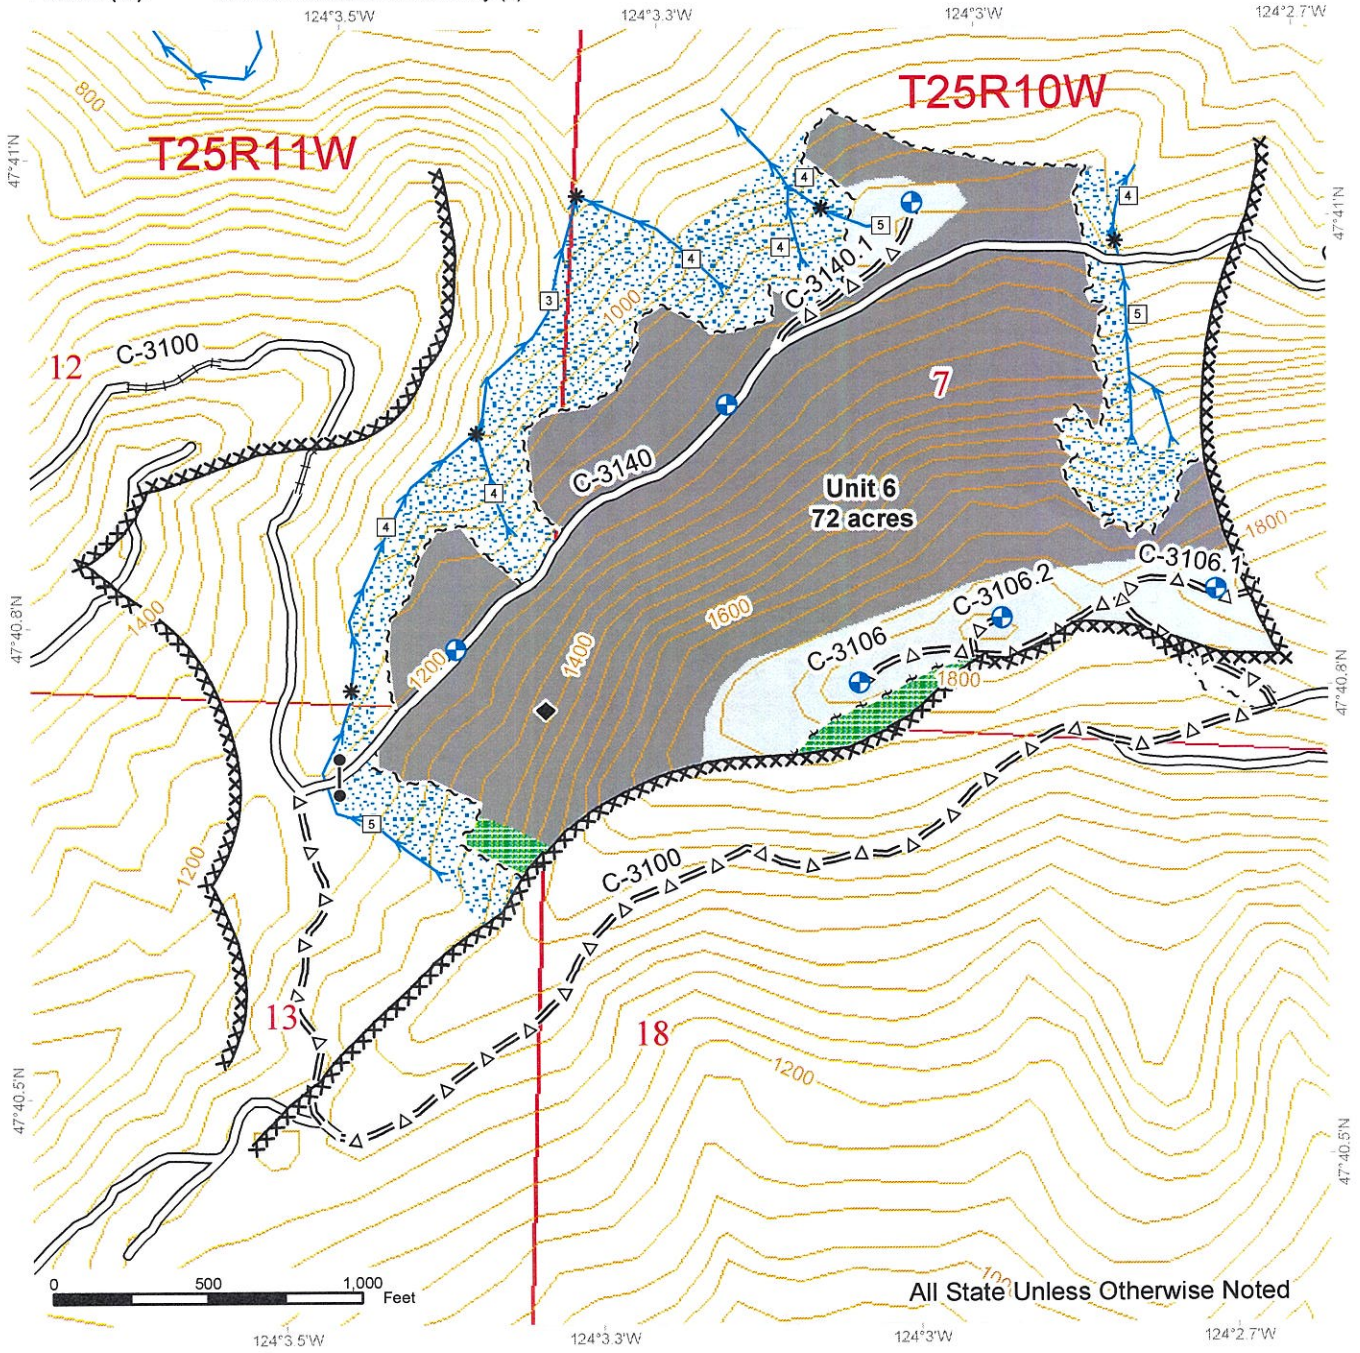 124°3.5'W
124°3.3'W
124°3'W
124°2.7'W
T25R10W
800
T25R11W
47°41'N
47°41'N
4
4
5
4
4
C-3140.1
3
1000
5
C-3100
12
7
C-3140
4
4
Unit 6
72 acres
1800
C-3106.1
C-3106.2
1600
1400
47°40.8'N
C-3106
1400
1200
1800
47°40.8'N
5
1200
C-3100
13
18
1200
47°40.5'N
47°40.5'N
0 500 1,000
Feet
All State Unless Otherwise Noted
124°3.5'W
124°3.3'W
124°3'W
124°2.7'W